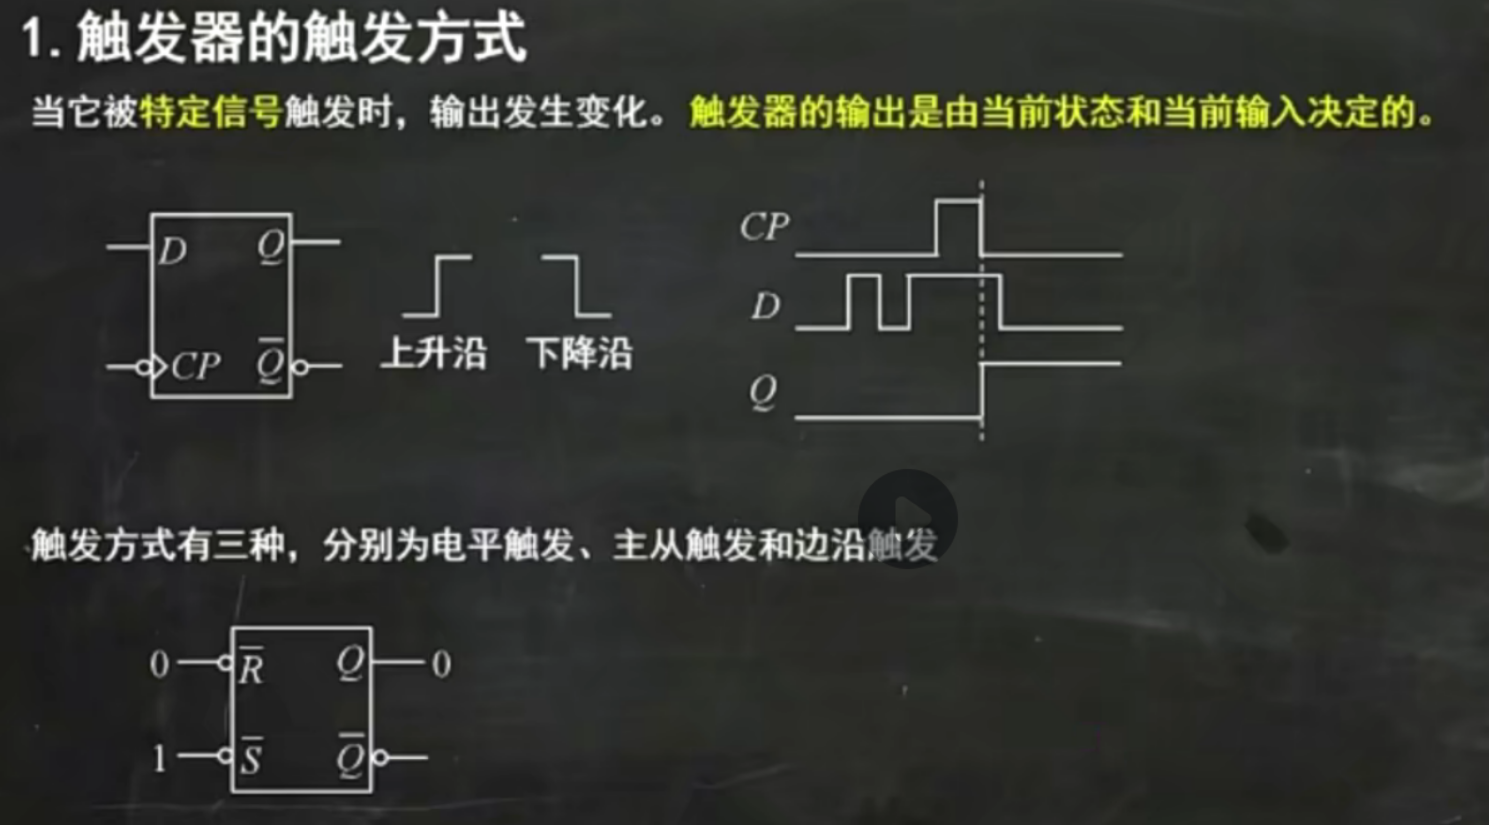 1. 触发器的触发方式
当它被特定信号触发时，输出发生变化。触发器的输出是由当前状态和当前输入决定的。
D Q
CP Q̅
上升沿 下降沿
CP
D
Q
触发方式有三种，分别为电平触发、主从触发和边沿触发
0 R̅ Q 0
1 S̅ Q̅